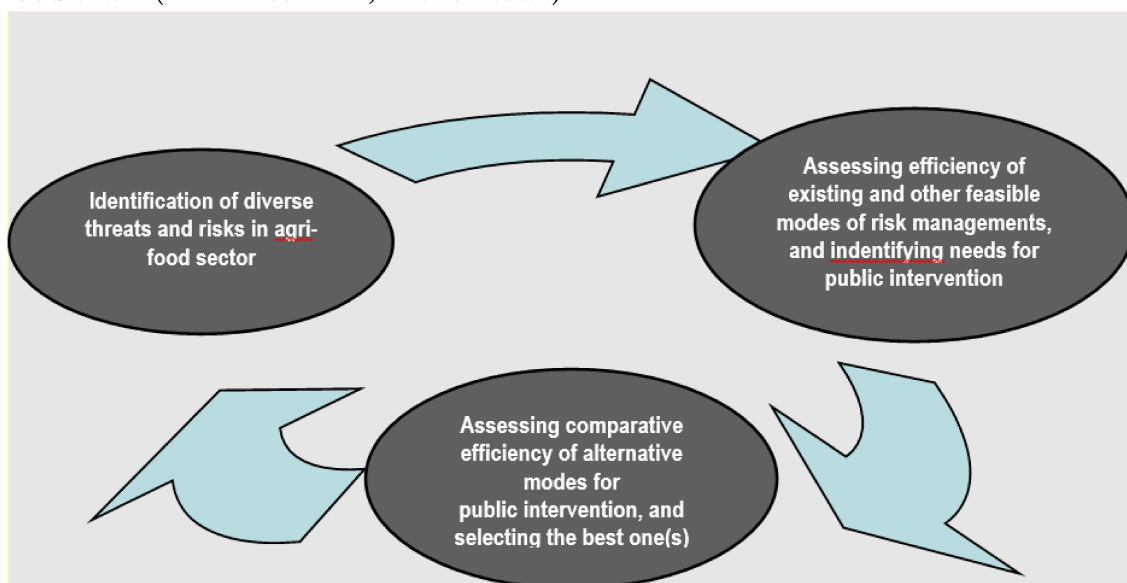 Identification of diverse
threats and risks in agri-
food sector
Assessing efficiency of
existing and other feasible
modes of risk managements,
and indentifying needs for
public intervention
Assessing comparative
efficiency of alternative
modes for
public intervention, and
selecting the best one(s)